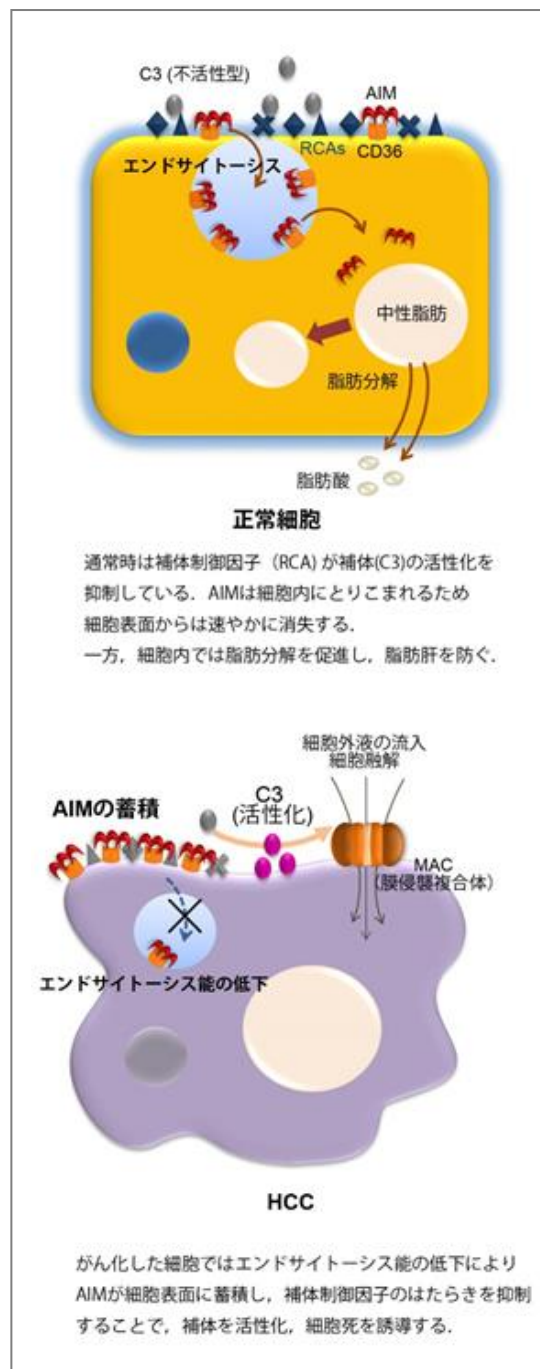 C3 (不活性型)
AIM
RCAs
CD36
エンドサイトーシス
中性脂肪
脂肪分解
脂肪酸
正常細胞
通常時は補体制御因子（RCA) が補体(C3)の活性化を
抑制している．AIMは細胞内にとりこまれるため
細胞表面からは速やかに消失する．
一方，細胞内では脂肪分解を促進し，脂肪肝を防ぐ．
細胞外液の流入
細胞融解
AIMの蓄積
C3
(活性化)
MAC
（膜侵襲複合体）
エンドサイトーシス能の低下
HCC
がん化した細胞ではエンドサイトーシス能の低下により
AIMが細胞表面に蓄積し，補体制御因子のはたらきを抑制
することで，補体を活性化，細胞死を誘導する．